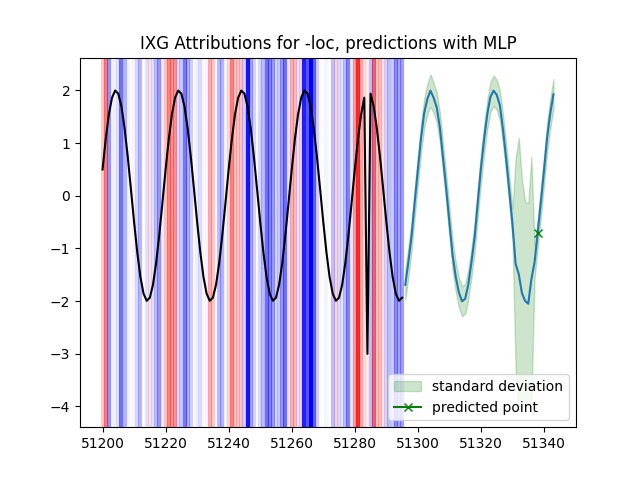 IXG Attributions for -loc, predictions with MLP
2
1
0
−1
−2
−3
−4
standard deviation
predicted point
51200 51220 51240 51260 51280 51300 51320 51340